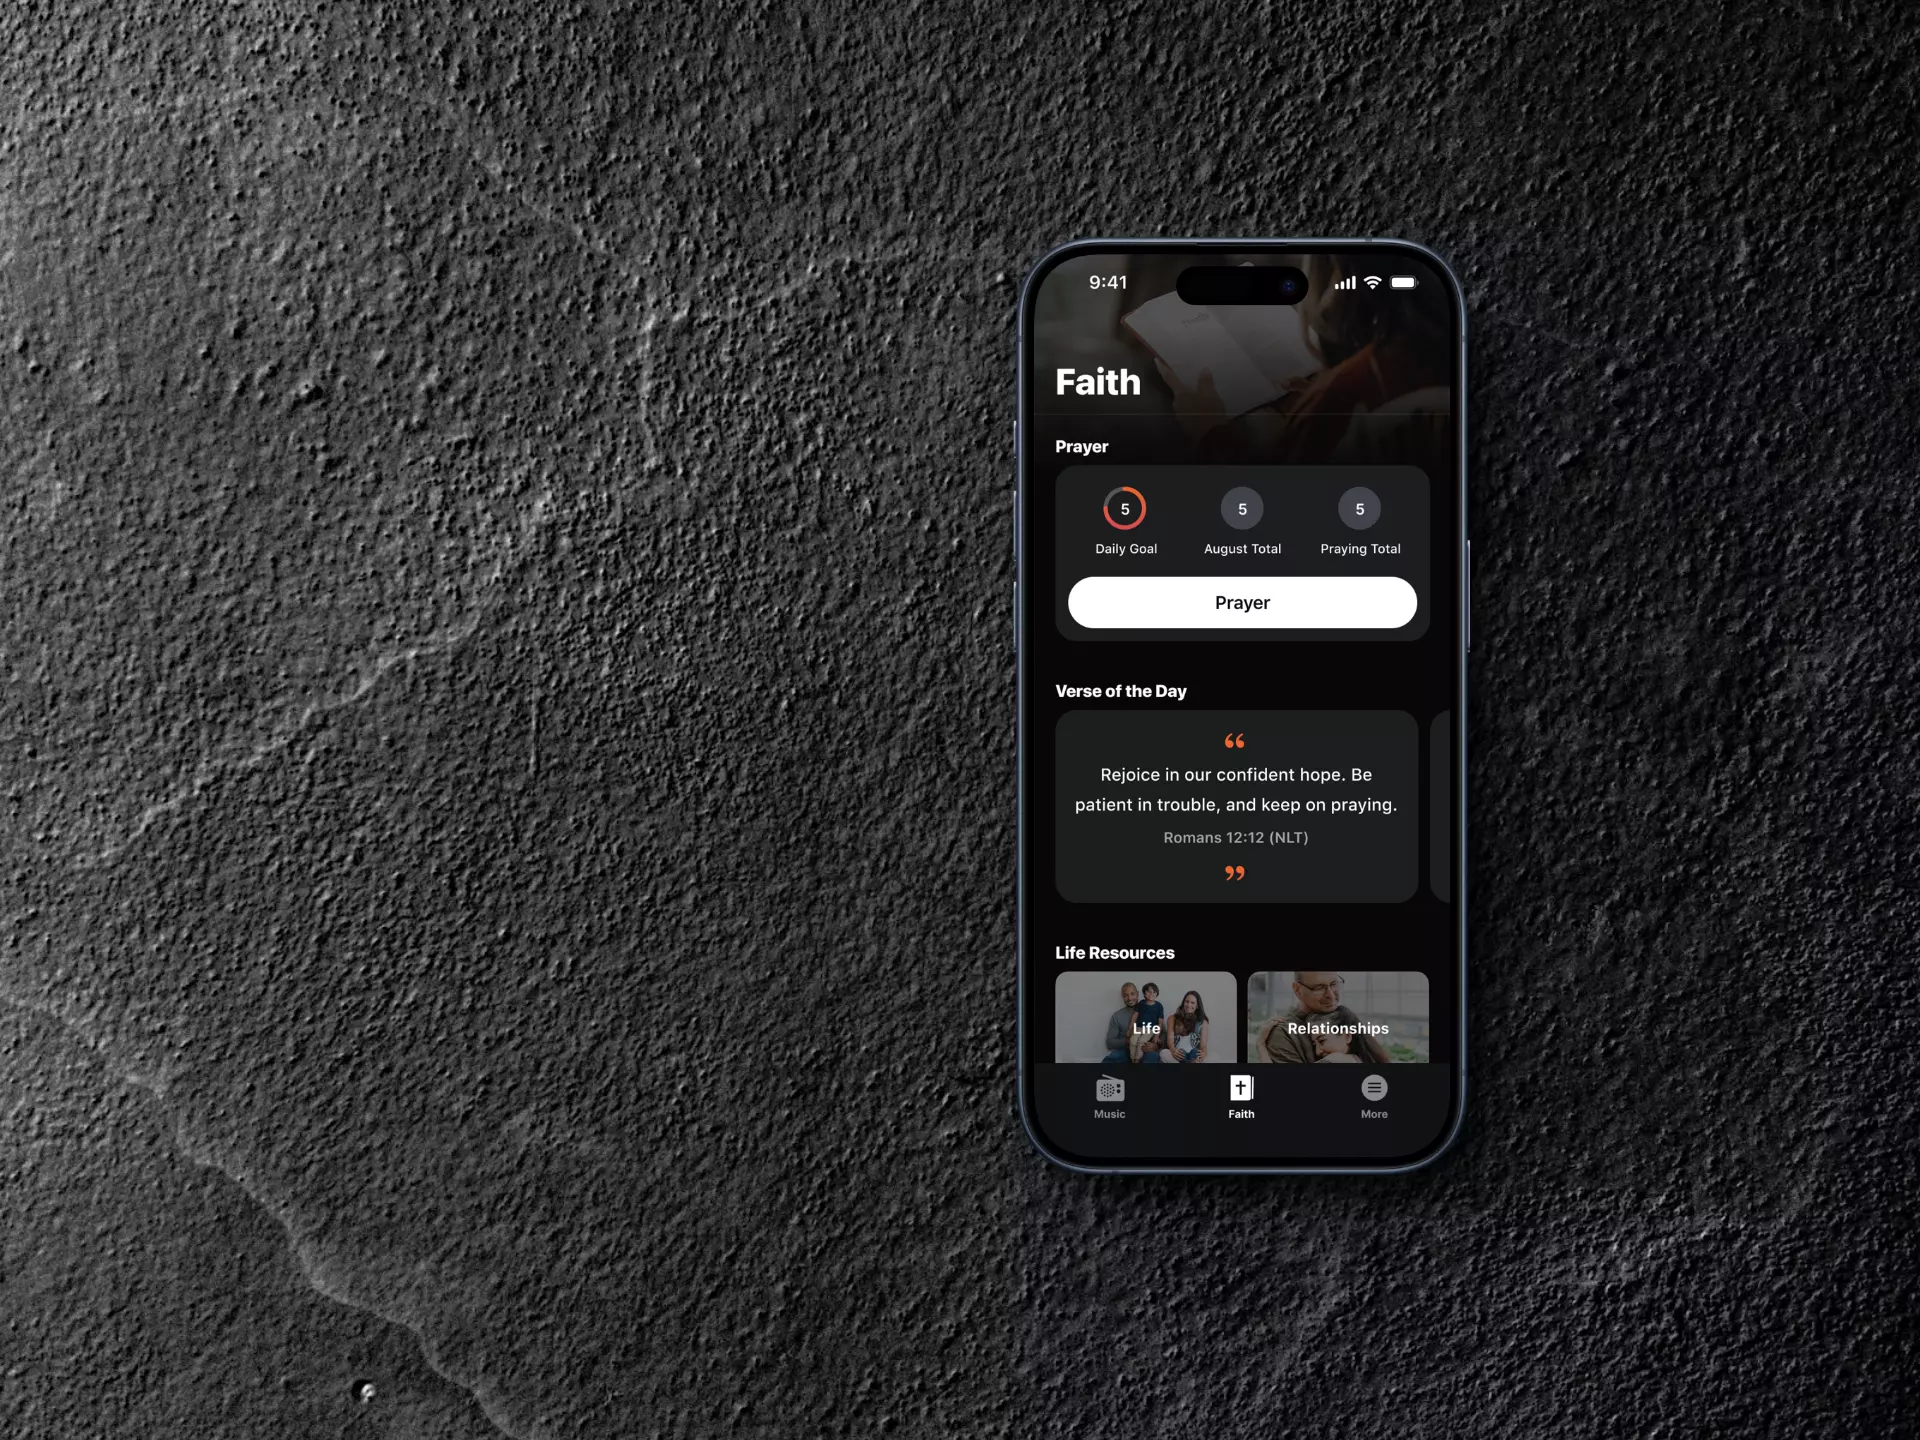 9:41
Faith
Prayer
5
5
5
Daily Goal
August Total
Praying Total
Prayer
Verse of the Day
“
Rejoice in our confident hope. Be
patient in trouble, and keep on praying.
Romans 12:12 (NLT)
”
Life Resources
Life
Relationships
Music
Faith
More